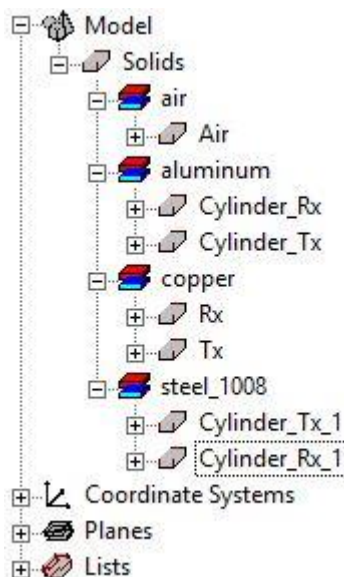 Model
Solids
air
Air
aluminum
Cylinder_Rx
Cylinder_Tx
copper
Rx
Tx
steel_1008
Cylinder_Tx_1
Cylinder_Rx_1
Coordinate Systems
Planes
Lists